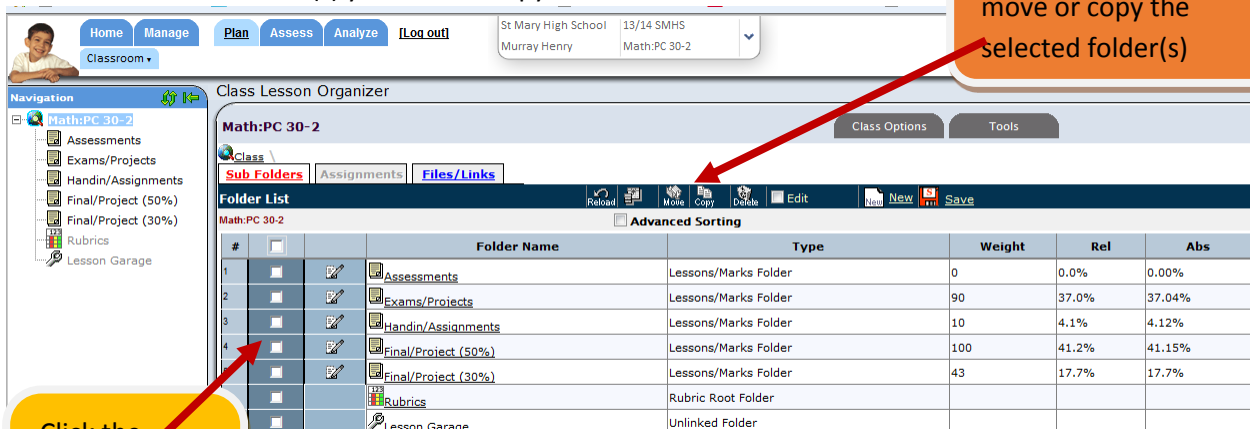 move or copy the
selected folder(s)
Home Manage Plan Assess Analyze [Log out]
Classroom
St Mary High School 13/14 SMHS
Murray Henry Math:PC 30-2
Navigation
Math:PC 30-2
Assessments
Exams/Projects
Handin/Assignments
Final/Project (50%)
Final/Project (30%)
Rubrics
Lesson Garage
Class Lesson Organizer
Math:PC 30-2 Class Options Tools
Class \
Sub Folders Assignments Files/Links
Folder List Reload Move Copy Delete Edit New New Save
Math:PC 30-2 Advanced Sorting
# Folder Name Type Weight Rel Abs
1 Assessments Lessons/Marks Folder 0 0.0% 0.00%
2 Exams/Projects Lessons/Marks Folder 90 37.0% 37.04%
3 Handin/Assignments Lessons/Marks Folder 10 4.1% 4.12%
4 Final/Project (50%) Lessons/Marks Folder 100 41.2% 41.15%
Final/Project (30%) Lessons/Marks Folder 43 17.7% 17.7%
123 Rubrics Rubric Root Folder
Lesson Garage Unlinked Folder
Click the